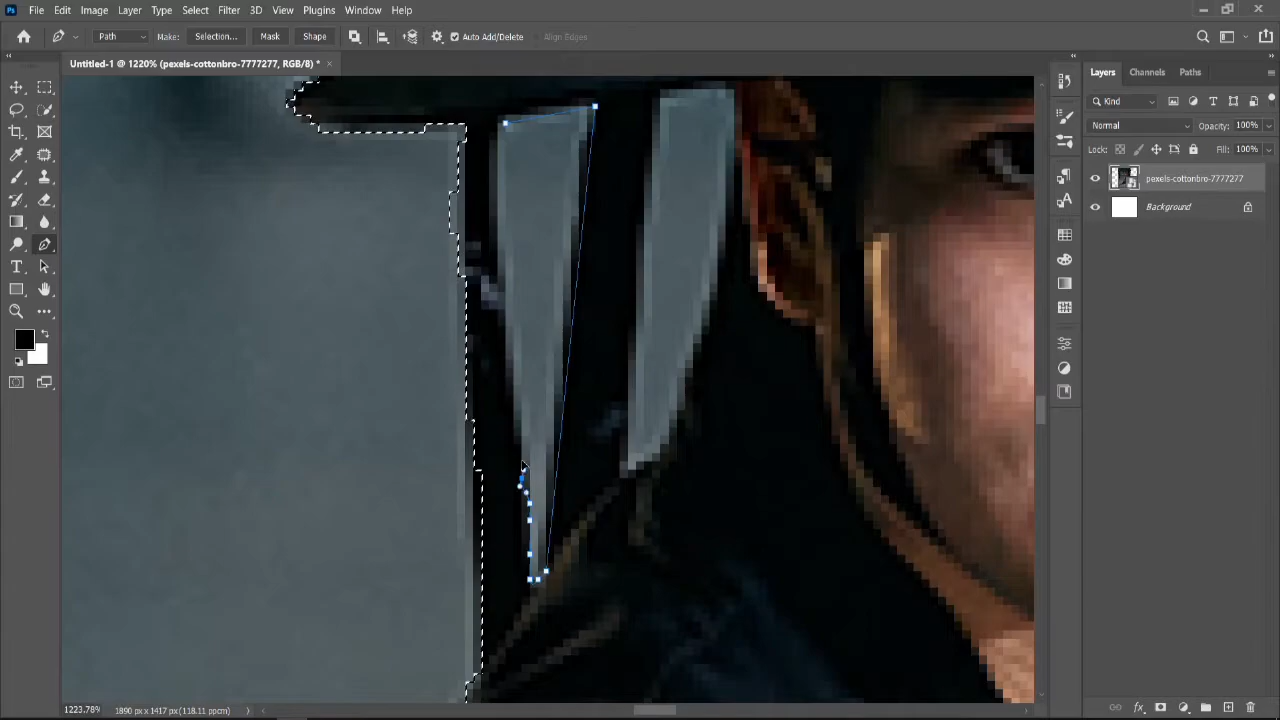 Ps File Edit Image Layer Type Select Filter 3D View Plugins Window Help
Path Make: Selection... Mask Shape Auto Add/Delete Align Edges
Untitled-1 @ 1220% (pexels-cottonbro-7777277, RGB/8) *
Layers Channels Paths
Kind
Normal Opacity: 100%
Lock: Fill: 100%
pexels-cottonbro-7777277
Background
1223.78% 1890 px x 1417 px (118.11 ppcm)